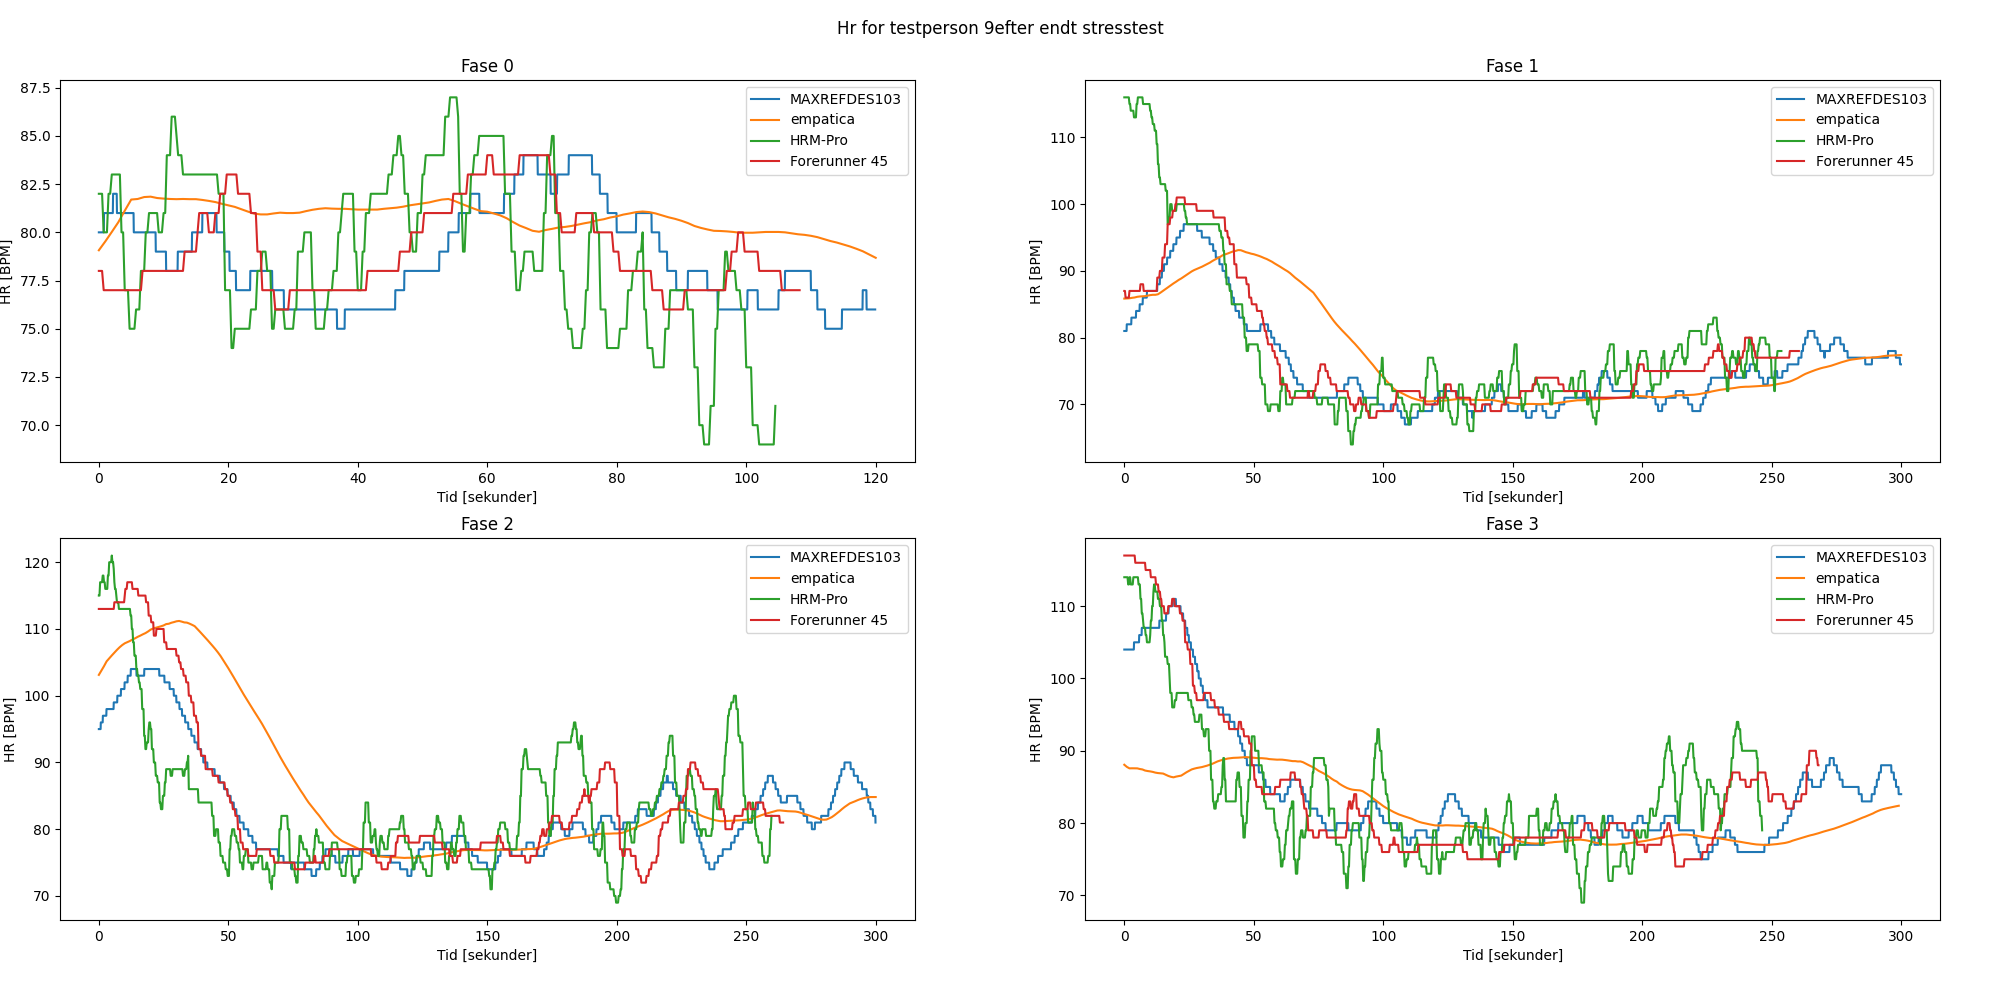 Hr for testperson 9efter endt stresstest
Fase 0
87.5
85.0
82.5
80.0
77.5
75.0
72.5
70.0
HR [BPM]
0 20 40 60 80 100 120
Tid [sekunder]
MAXREFDES103
empatica
HRM-Pro
Forerunner 45
Fase 1
110
100
90
80
70
HR [BPM]
0 50 100 150 200 250 300
Tid [sekunder]
MAXREFDES103
empatica
HRM-Pro
Forerunner 45
Fase 2
120
110
100
90
80
70
HR [BPM]
0 50 100 150 200 250 300
Tid [sekunder]
MAXREFDES103
empatica
HRM-Pro
Forerunner 45
Fase 3
110
100
90
80
70
HR [BPM]
0 50 100 150 200 250 300
Tid [sekunder]
MAXREFDES103
empatica
HRM-Pro
Forerunner 45